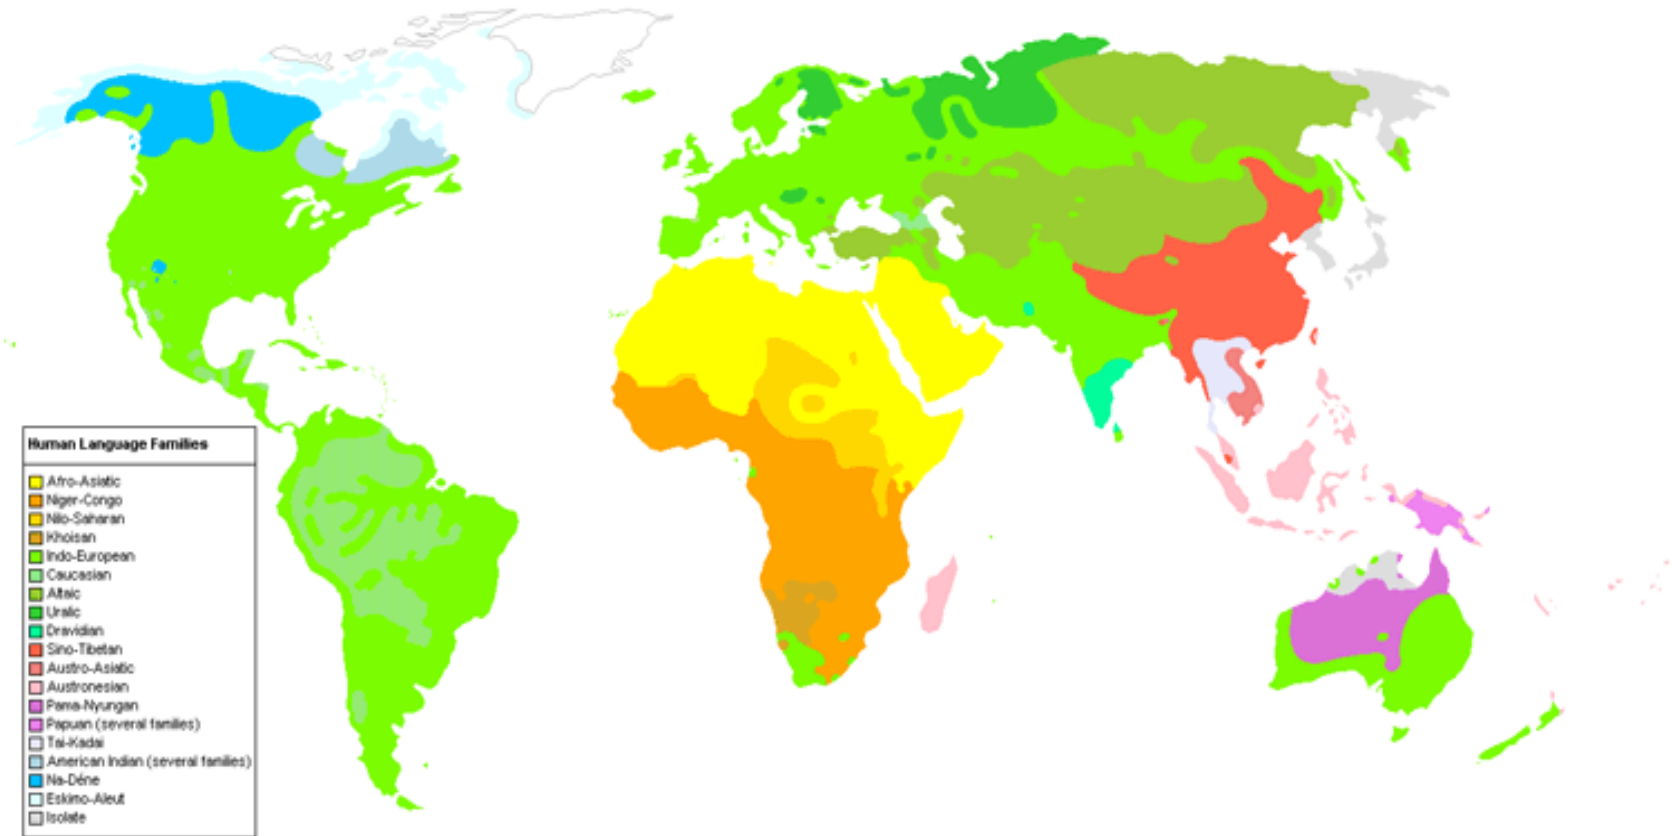 Human Language Families
Afro-Asiatic
Niger-Congo
Nilo-Saharan
Khoisan
Indo-European
Caucasian
Altaic
Uralic
Dravidian
Sino-Tibetan
Austro-Asiatic
Austronesian
Pama-Nyungan
Papuan (several families)
Tai-Kadai
American Indian (several families)
Na-Déne
Eskimo-Aleut
Isolate